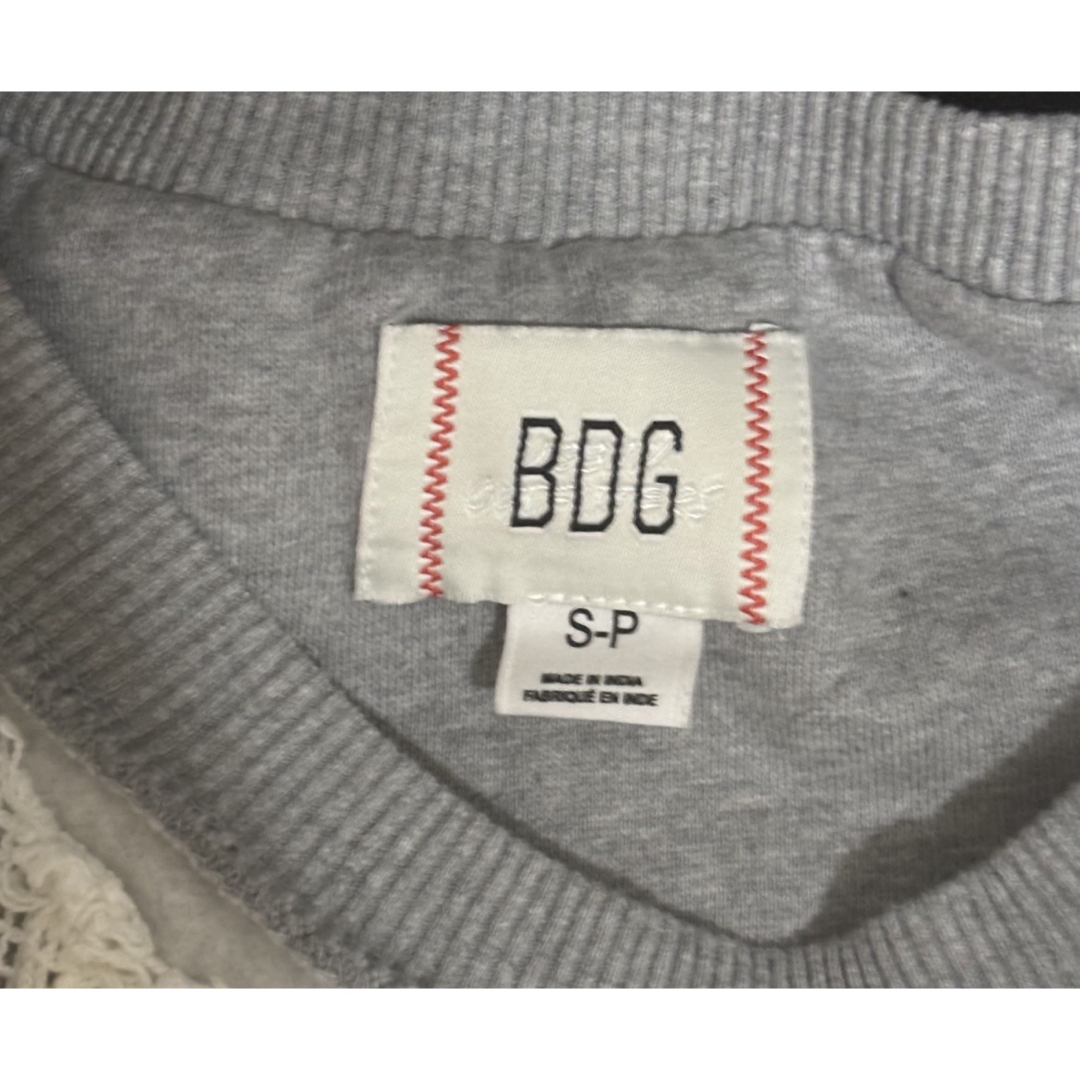 BDG
S-P
MADE IN INDIA
FABRIQUÉ EN INDE